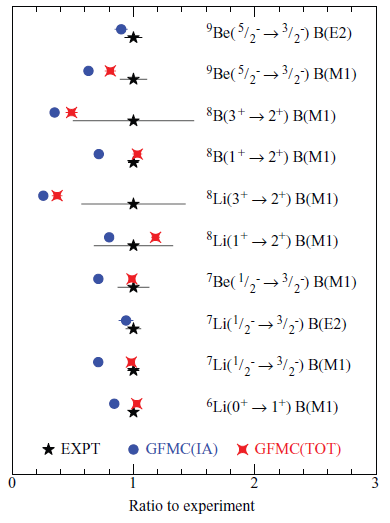 ⁹Be(⁵/₂⁻ → ³/₂⁻) B(E2)
⁹Be(⁵/₂⁻ → ³/₂⁻) B(M1)
⁸B(3⁺ → 2⁺) B(M1)
⁸B(1⁺ → 2⁺) B(M1)
⁸Li(3⁺ → 2⁺) B(M1)
⁸Li(1⁺ → 2⁺) B(M1)
⁷Be(¹/₂⁻ → ³/₂⁻) B(M1)
⁷Li(¹/₂⁻ → ³/₂⁻) B(E2)
⁷Li(¹/₂⁻ → ³/₂⁻) B(M1)
⁶Li(0⁺ → 1⁺) B(M1)
EXPT GFMC(IA) GFMC(TOT)
0 1 2 3
Ratio to experiment